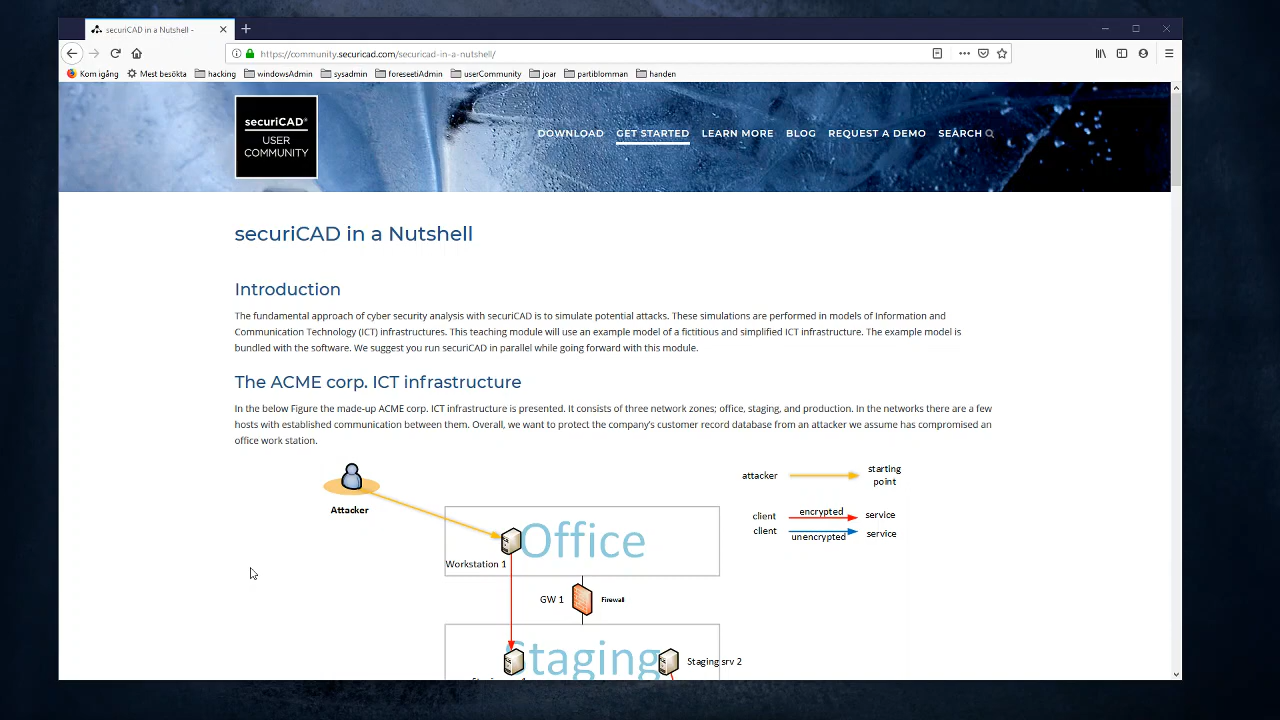 securiCAD in a Nutshell -
https://community.securicad.com/securicad-in-a-nutshell/
Kom igång Mest besökta hacking windowsAdmin sysadmin foreseetiAdmin userCommunity joar partiblomman handen
securiCAD®
USER
COMMUNITY
DOWNLOAD GET STARTED LEARN MORE BLOG REQUEST A DEMO SEARCH
securiCAD in a Nutshell
Introduction
The fundamental approach of cyber security analysis with securiCAD is to simulate potential attacks. These simulations are performed in models of Information and
Communication Technology (ICT) infrastructures. This teaching module will use an example model of a fictitious and simplified ICT infrastructure. The example model is
bundled with the software. We suggest you run securiCAD in parallel while going forward with this module.
The ACME corp. ICT infrastructure
In the below Figure the made-up ACME corp. ICT infrastructure is presented. It consists of three network zones; office, staging, and production. In the networks there are a few
hosts with established communication between them. Overall, we want to protect the company's customer record database from an attacker we assume has compromised an
office work station.
Attacker
attacker starting
point
client encrypted service
client unencrypted service
Office
Workstation 1
GW 1 Firewall
Staging
Staging srv 2